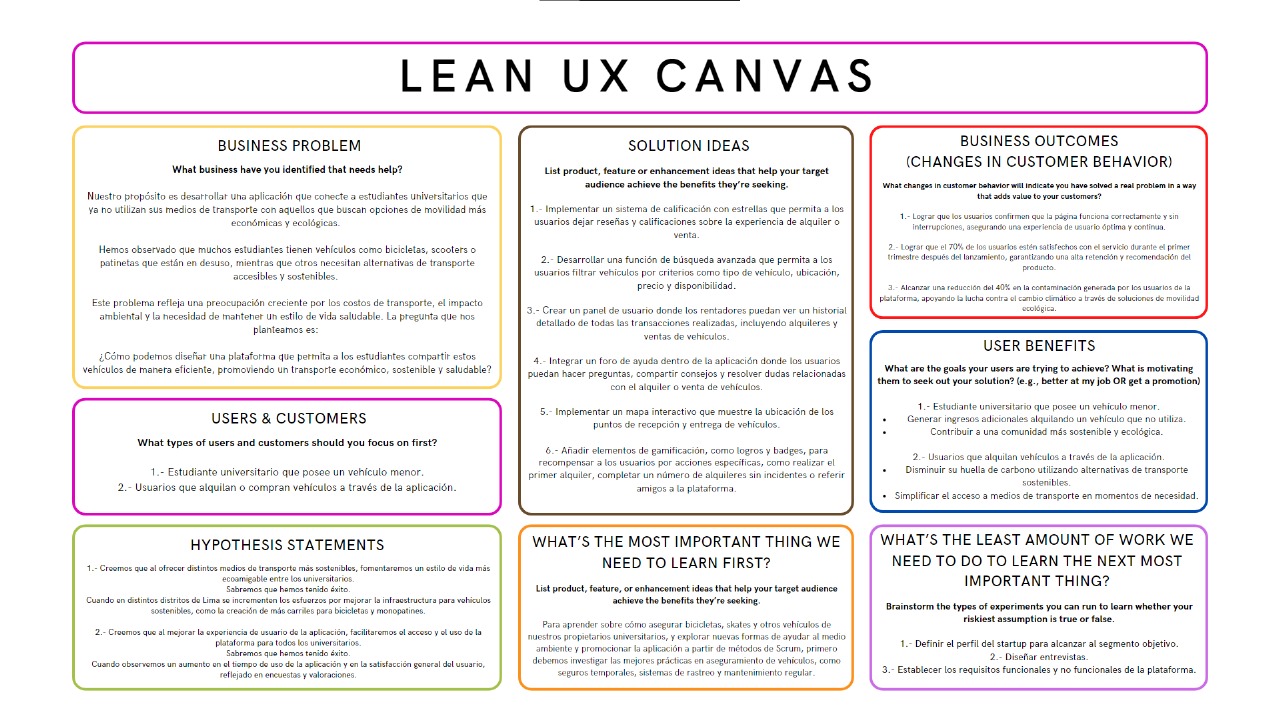 LEAN UX CANVAS
BUSINESS PROBLEM
What business have you identified that needs help?
Nuestro propósito es desarrollar una aplicación que conecte a estudiantes universitarios que
ya no utilizan sus medios de transporte con aquellos que buscan opciones de movilidad más
económicas y ecológicas.
Hemos observado que muchos estudiantes tienen vehículos como bicicletas, scooters o
patinetas que están en desuso, mientras que otros necesitan alternativas de transporte
accesibles y sostenibles.
Este problema refleja una preocupación creciente por los costos de transporte, el impacto
ambiental y la necesidad de mantener un estilo de vida saludable. La pregunta que nos
planteamos es:
¿Cómo podemos diseñar una plataforma que permita a los estudiantes compartir estos
vehículos de manera eficiente, promoviendo un transporte económico, sostenible y saludable?
USERS & CUSTOMERS
What types of users and customers should you focus on first?
1.- Estudiante universitario que posee un vehículo menor.
2.- Usuarios que alquilan o compran vehículos a través de la aplicación.
HYPOTHESIS STATEMENTS
1.- Creemos que al ofrecer distintos medios de transporte más sostenibles, fomentaremos un estilo de vida más
ecoamigable entre los universitarios.
Sabremos que hemos tenido éxito.
Cuando en distintos distritos de Lima se incrementen los esfuerzos por mejorar la infraestructura para vehículos
sostenibles, como la creación de más carriles para bicicletas y monopatines.
2.- Creemos que al mejorar la experiencia de usuario de la aplicación, facilitaremos el acceso y el uso de la
plataforma para todos los universitarios.
Sabremos que hemos tenido éxito.
Cuando observemos un aumento en el tiempo de uso de la aplicación y en la satisfacción general del usuario,
reflejado en encuestas y valoraciones.
SOLUTION IDEAS
List product, feature or enhancement ideas that help your target
audience achieve the benefits they're seeking.
1.- Implementar un sistema de calificación con estrellas que permita a los
usuarios dejar reseñas y calificaciones sobre la experiencia de alquiler o
venta.
2.- Desarrollar una función de búsqueda avanzada que permita a los
usuarios filtrar vehículos por criterios como tipo de vehículo, ubicación,
precio y disponibilidad.
3.- Crear un panel de usuario donde los rentadores puedan ver un historial
detallado de todas las transacciones realizadas, incluyendo alquileres y
ventas de vehículos.
4.- Integrar un foro de ayuda dentro de la aplicación donde los usuarios
puedan hacer preguntas, compartir consejos y resolver dudas relacionadas
con el alquiler o venta de vehículos.
5.- Implementar un mapa interactivo que muestre la ubicación de los
puntos de recepción y entrega de vehículos.
6.- Añadir elementos de gamificación, como logros y badges, para
recompensar a los usuarios por acciones específicas, como realizar el
primer alquiler, completar un número de alquileres sin incidentes o referir
amigos a la plataforma.
WHAT'S THE MOST IMPORTANT THING WE
NEED TO LEARN FIRST?
List product, feature, or enhancement ideas that help your target audience
achieve the benefits they're seeking.
Para aprender sobre cómo asegurar bicicletas, skates y otros vehículos de
nuestros propietarios universitarios, y explorar nuevas formas de ayudar al medio
ambiente y promocionar la aplicación a partir de métodos de Scrum, primero
debemos investigar las mejores prácticas en aseguramiento de vehículos, como
seguros temporales, sistemas de rastreo y mantenimiento regular.
BUSINESS OUTCOMES
(CHANGES IN CUSTOMER BEHAVIOR)
What changes in customer behavior will indicate you have solved a real problem in a way
that adds value to your customers?
1.- Lograr que los usuarios confirmen que la página funciona correctamente y sin
interrupciones, asegurando una experiencia de usuario óptima y continua.
2.- Lograr que el 70% de los usuarios estén satisfechos con el servicio durante el primer
trimestre después del lanzamiento, garantizando una alta retención y recomendación del
producto.
3.- Alcanzar una reducción del 40% en la contaminación generada por los usuarios de la
plataforma, apoyando la lucha contra el cambio climático a través de soluciones de movilidad
ecológica.
USER BENEFITS
What are the goals your users are trying to achieve? What is motivating
them to seek out your solution? (e.g., better at my job OR get a promotion)
1.- Estudiante universitario que posee un vehículo menor.
• Generar ingresos adicionales alquilando un vehículo que no utiliza.
• Contribuir a una comunidad más sostenible y ecológica.
2.- Usuarios que alquilan vehículos a través de la aplicación.
• Disminuir su huella de carbono utilizando alternativas de transporte
sostenibles.
• Simplificar el acceso a medios de transporte en momentos de necesidad.
WHAT'S THE LEAST AMOUNT OF WORK WE
NEED TO DO TO LEARN THE NEXT MOST
IMPORTANT THING?
Brainstorm the types of experiments you can run to learn whether your
riskiest assumption is true or false.
1.- Definir el perfil del startup para alcanzar al segmento objetivo.
2.- Diseñar entrevistas.
3.- Establecer los requisitos funcionales y no funcionales de la plataforma.